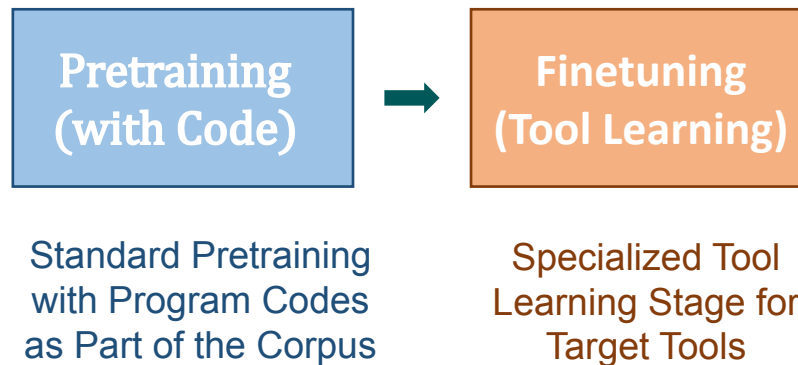 Pretraining
(with Code)
Finetuning
(Tool Learning)
Standard Pretraining
with Program Codes
as Part of the Corpus
Specialized Tool
Learning Stage for
Target Tools